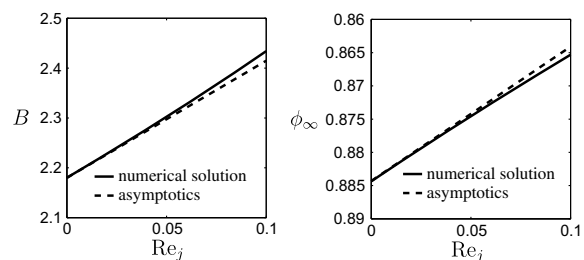 2.5
2.4
2.3
2.2
2.1
B
numerical solution
asymptotics
0
0.05
0.1
Re_j
0.86
0.865
0.87
0.875
0.88
0.885
0.89
ϕ_∞
numerical solution
asymptotics
0
0.05
0.1
Re_j